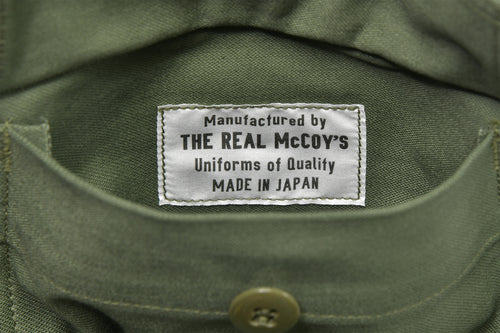 Manufactured by
THE REAL McCOY'S
Uniforms of Quality
MADE IN JAPAN